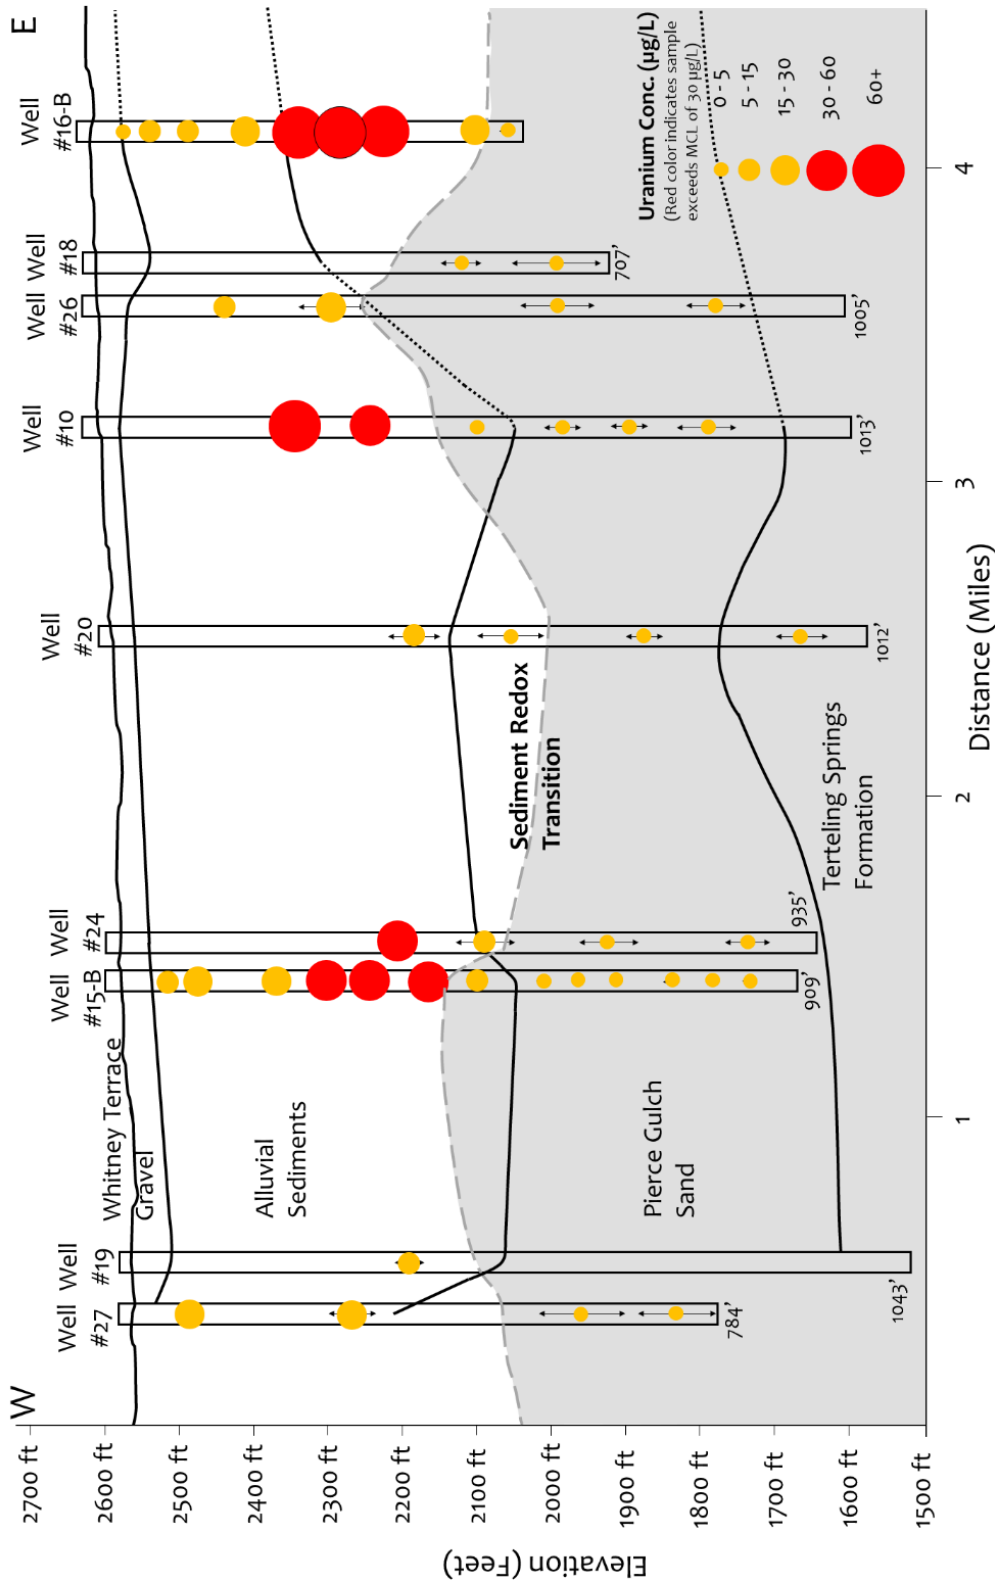 W
E
Well
#27
Well
#19
Well
#15-B
Well
#24
Well
#20
Well
#10
Well
#26
Well
#18
Well
#16-B
Whitney Terrace
Gravel
Alluvial
Sediments
Sediment Redox
Transition
Pierce Gulch
Sand
Terteling Springs
Formation
784'
1043'
909'
935'
1012'
1013'
1005'
707'
Uranium Conc. (µg/L)
(Red color indicates sample
exceeds MCL of 30 µg/L)
0 - 5
5 - 15
15 - 30
30 - 60
60+
Elevation (Feet)
2700 ft
2600 ft
2500 ft
2400 ft
2300 ft
2200 ft
2100 ft
2000 ft
1900 ft
1800 ft
1700 ft
1600 ft
1500 ft
1
2
3
4
Distance (Miles)